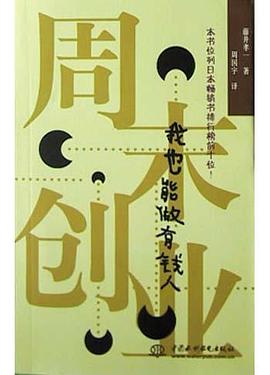 周末创业
我也能做有钱人
本书位列日本畅销书排行榜前十位！
藤井孝一 著
周国宇 译
中国水利水电出版社